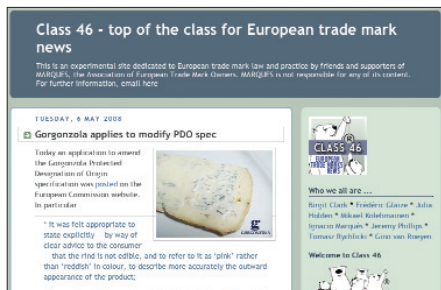 Class 46 - top of the class for European trade mark
news
This is an experimental site dedicated to European trade mark law and practice by friends and supporters of
MARQUES, the Association of European Trade Mark Owners. MARQUES is not responsible for any of its content.
For further information, email here
TUESDAY, 6 MAY 2008
Gorgonzola applies to modify PDO spec
Today an application to amend
the Gorgonzola Protected
Designation of Origin
specification was posted on the
European Commission website.
In particular
" It was felt appropriate to
state explicitly by way of
clear advice to the consumer
that the rind is not edible, and to refer to it as 'pink' rather
than 'reddish' in colour, to describe more accurately the outward
appearance of the product;
CLASS 46
EUROPEAN
TRADE MARK
NEWS
Who we all are ...
Birgit Clark * Frédéric Glaize * Jola
Holden * Mikael Kolehmainen *
Ignacio Marqués * Jeremy Phillips *
Tomasz Rychlicki * Gino van Roeyen
Welcome to Class 46